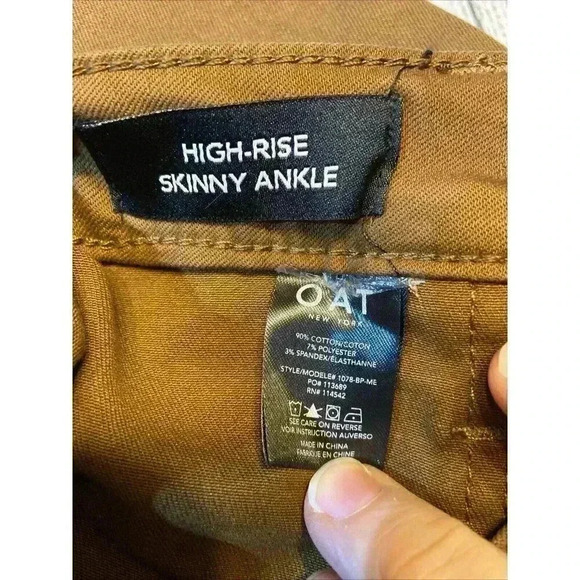 HIGH-RISE
SKINNY ANKLE
OAT
NEW YORK
90% COTTON/COTON
7% POLYESTER
3% SPANDEX/ELASTHANNE
STYLE/MODELE# 1078-BP-ME
PO# 113689
RN# 114542
SEE CARE ON REVERSE
VOIR INSTRUCTION AU/VERSO
MADE IN CHINA
FABRIQUE EN CHINE